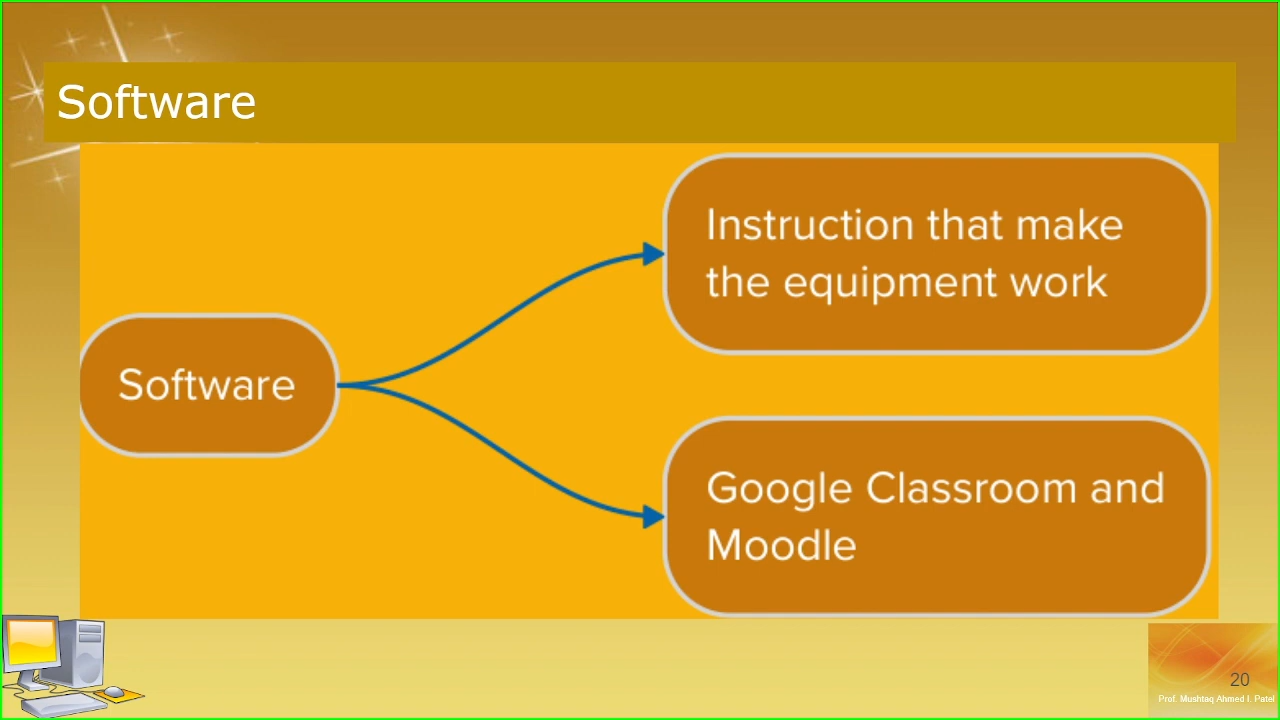 Software
Software
Instruction that make
the equipment work
Google Classroom and
Moodle
20
Prof. Mushtaq Ahmed I. Patel